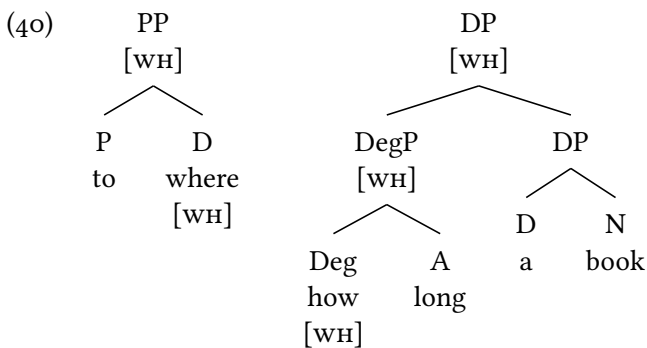 (40) PP DP
[WH] [WH]
P D DegP DP
to where [WH]
[WH] D N
Deg A a book
how long
[WH]